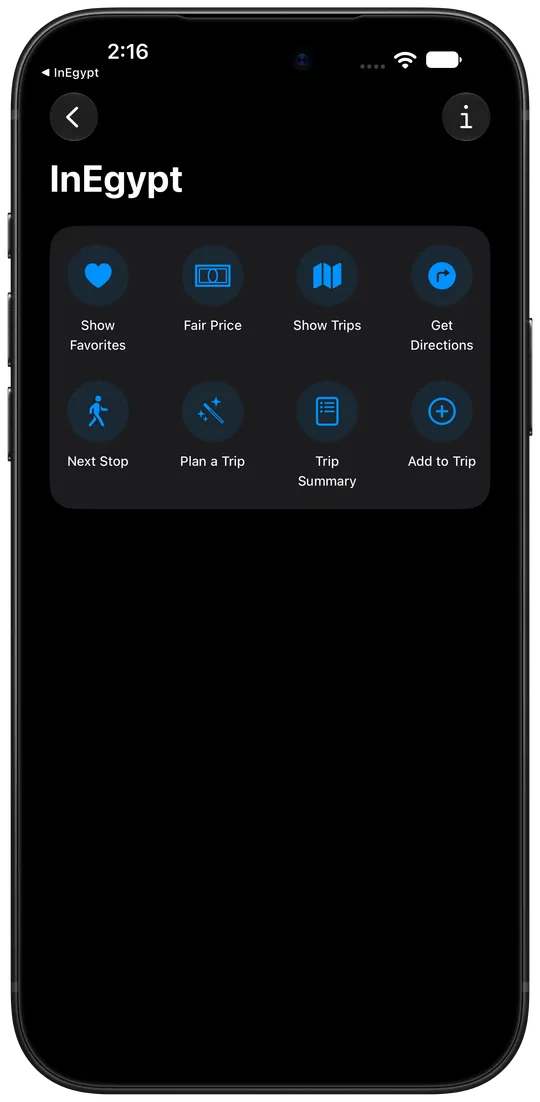 2:16
◀ InEgypt
InEgypt
Show
Favorites
Fair Price
Show Trips
Get
Directions
Next Stop
Plan a Trip
Trip
Summary
Add to Trip